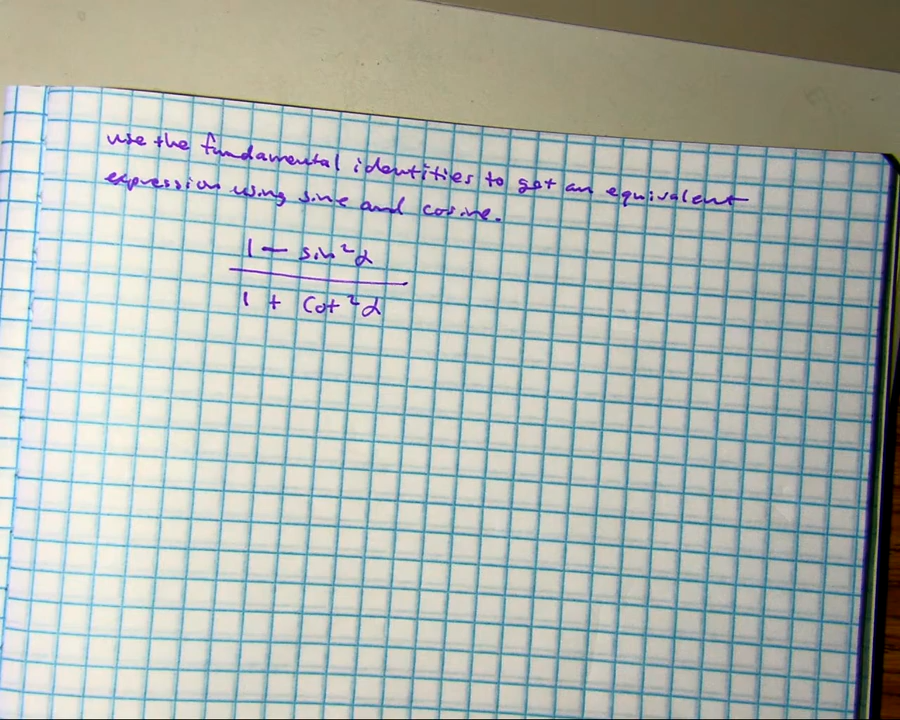 use the fundamental identities to get an equivalent
expression using sine and cosine.
1 - sin²α
1 + cot²α